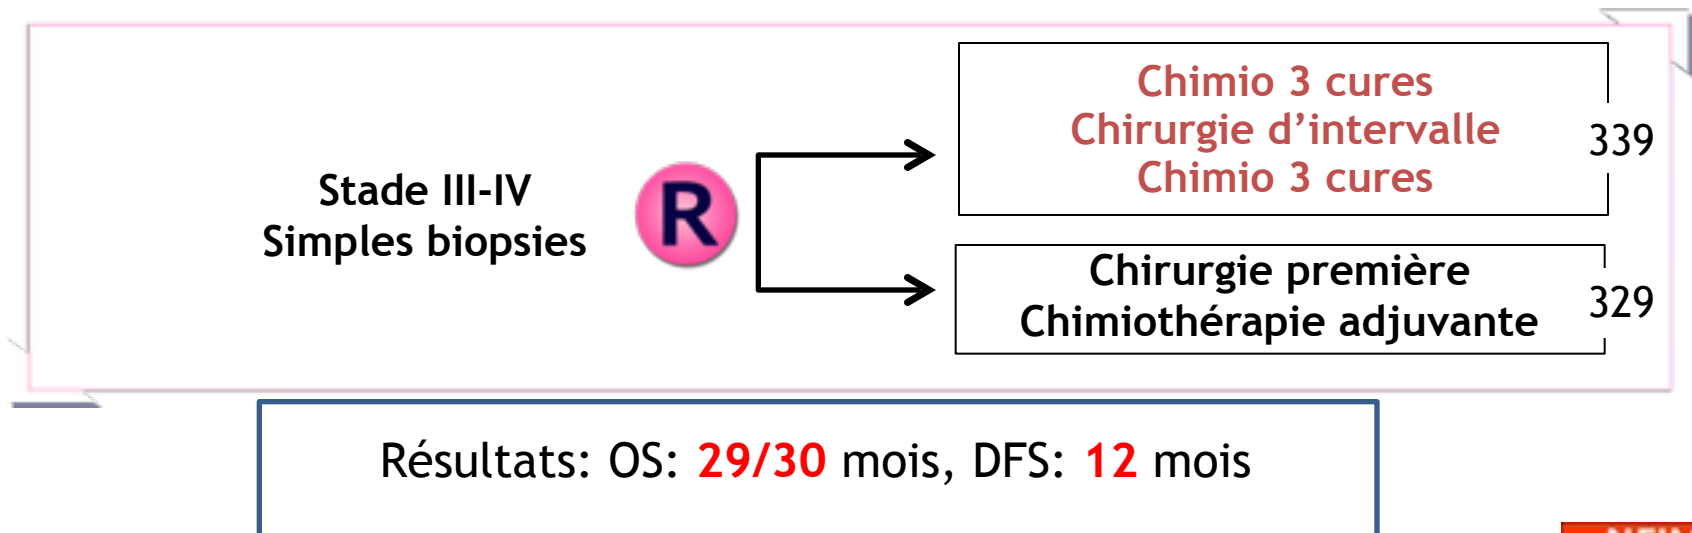 Chimio 3 cures
Chirurgie d’intervalle
339
Chimio 3 cures
Stade III-IV
R
Simples biopsies
Chirurgie première
329
Chimiothérapie adjuvante
Résultats: OS: 29/30 mois, DFS: 12 mois